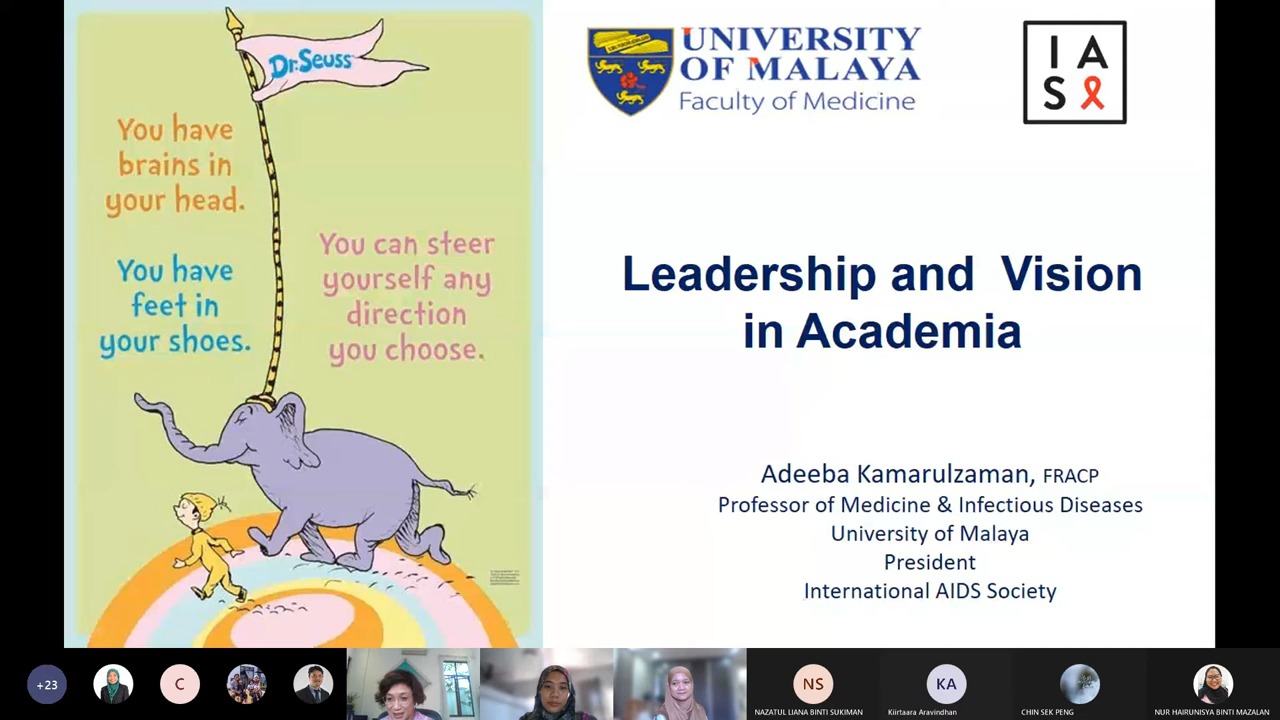 Dr. Seuss
You have
brains in
your head.
You have
feet in
your shoes.
You can steer
yourself any
direction
you choose.
UNIVERSITY
OF MALAYA
Faculty of Medicine
IA
S
Leadership and Vision
in Academia
Adeeba Kamarulzaman, FRACP
Professor of Medicine & Infectious Diseases
University of Malaya
President
International AIDS Society
+23
C
NS
KA
NAZATUL LIANA BINTI SUKIMAN
Kiirtaara Aravindhan
CHIN SEK PENG
NUR HAIRUNISYA BINTI MAZALAN